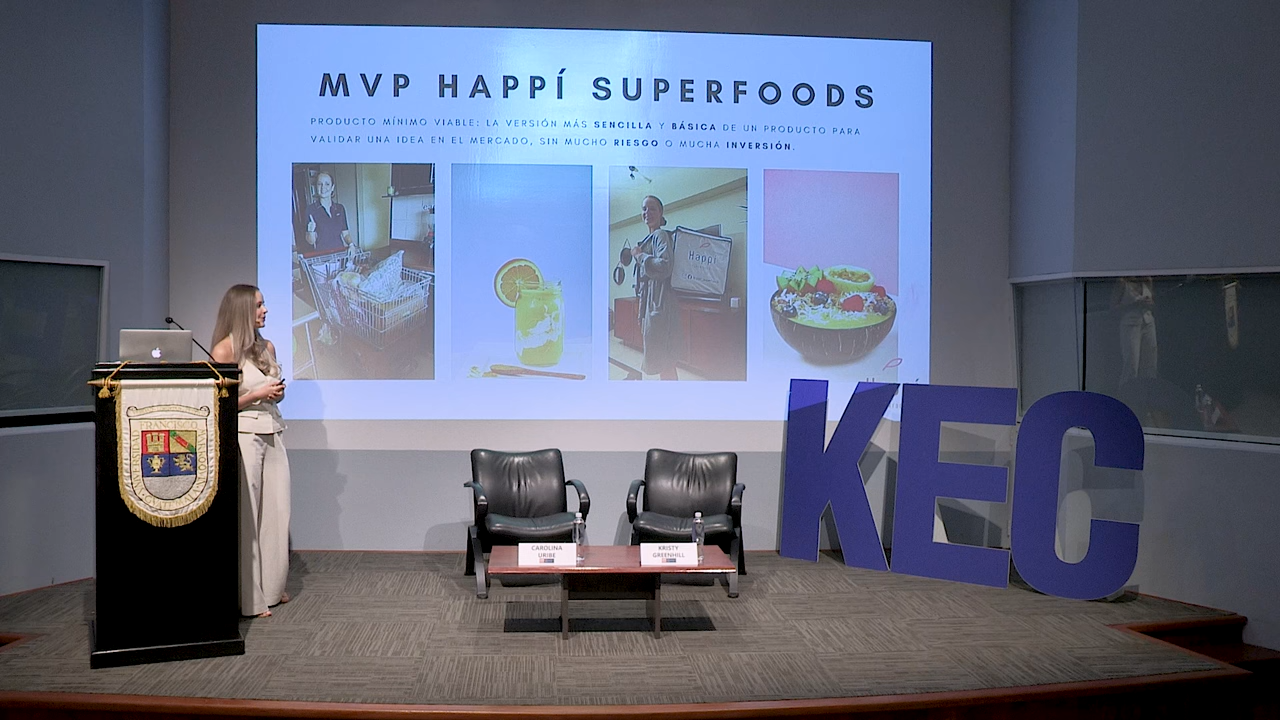 MVP HAPPÍ SUPERFOODS
PRODUCTO MÍNIMO VIABLE: LA VERSIÓN MÁS SENCILLA Y BÁSICA DE UN PRODUCTO PARA
VALIDAR UNA IDEA EN EL MERCADO, SIN MUCHO RIESGO O MUCHA INVERSIÓN.
Happí
KEC
CAROLINA
URIBE
KRISTY
GREENHILL
FRANCISCO